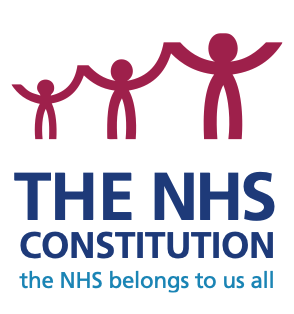 THE NHS
CONSTITUTION
the NHS belongs to us all